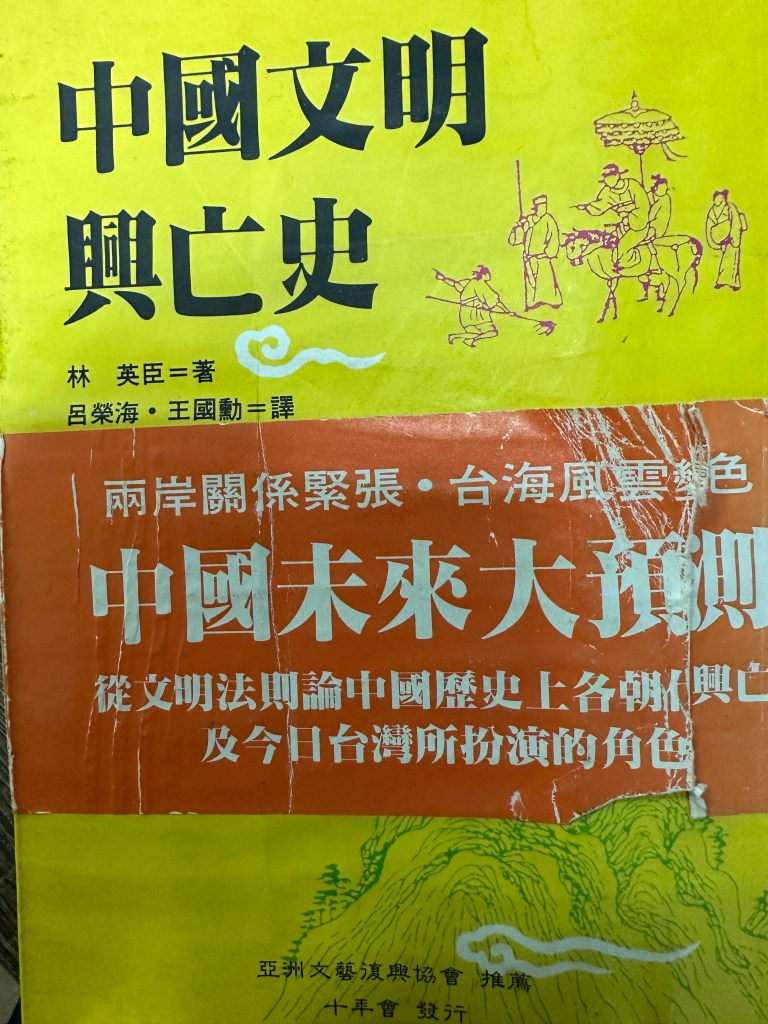 中國文明
興亡史
林 英臣=著
呂榮海・王國勳=譯
兩岸關係緊張・台海風雲變色
中國未來大預測
從文明法則論中國歷史上各朝代興亡
及今日台灣所扮演的角色
亞洲文藝復興協會 推薦
十年會 發行